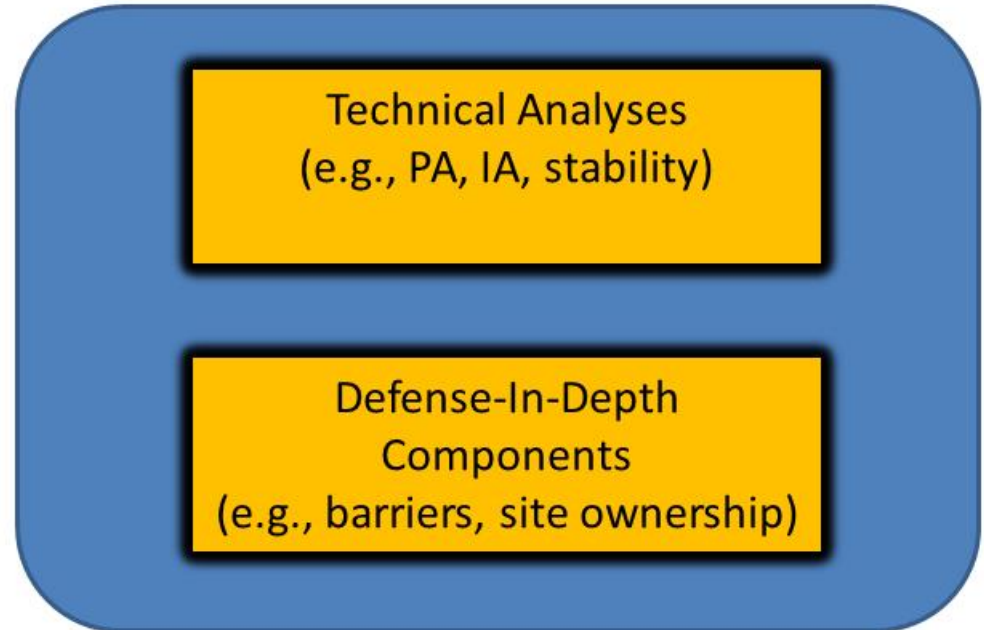 Technical Analyses
(e.g., PA, IA, stability)
Defense-In-Depth
Components
(e.g., barriers, site ownership)